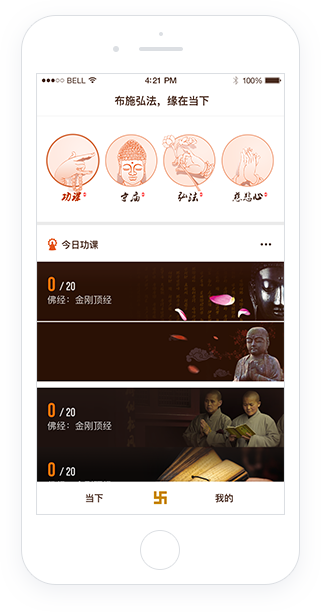 BELL 4:21 PM 100%
布施弘法，缘在当下
功课 寺庙 弘法 慈悲心
今日功课
0 / 20
佛经：金刚顶经
0 / 20
佛经：金刚顶经
0 / 20
当下 卐 我的